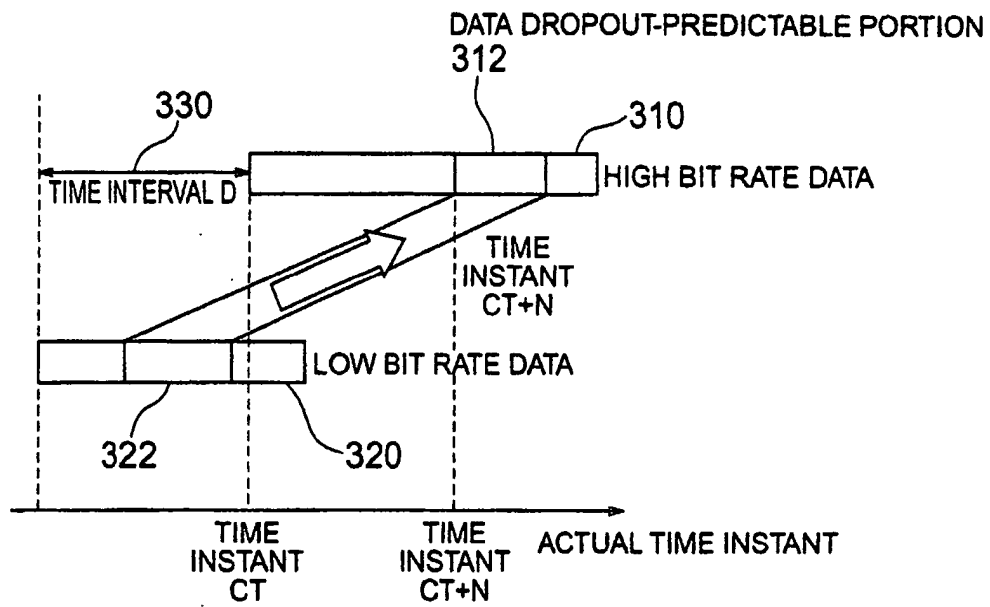 DATA DROPOUT-PREDICTABLE PORTION
312
330
310
TIME INTERVAL D
HIGH BIT RATE DATA
TIME
INSTANT
CT+N
LOW BIT RATE DATA
322
320
TIME
INSTANT
CT
TIME
INSTANT
CT+N
ACTUAL TIME INSTANT